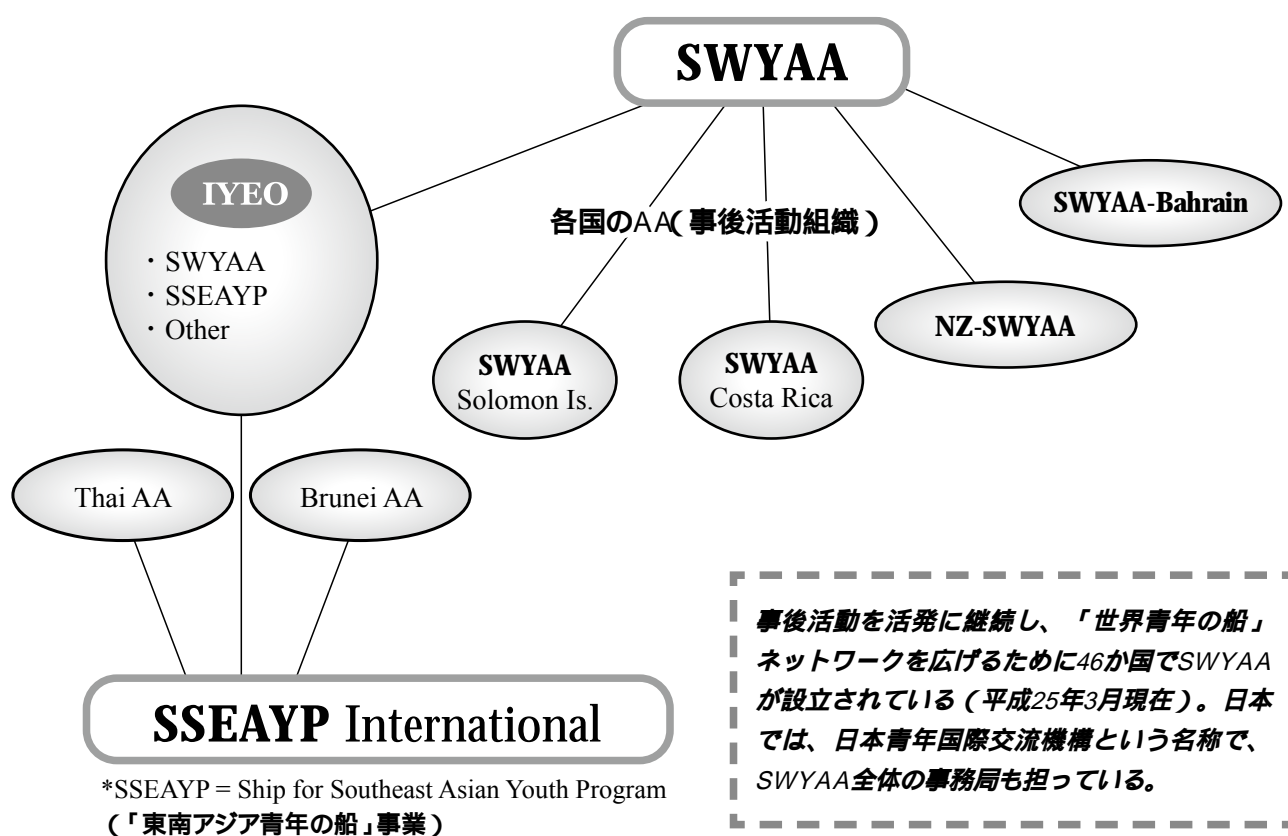 SWYAA
IYEO
・SWYAA
・SSEAYP
・Other
各国のAA(事後活動組織)
SWYAA-Bahrain
NZ-SWYAA
SWYAA
Solomon Is.
SWYAA
Costa Rica
Thai AA
Brunei AA
SSEAYP International
*SSEAYP = Ship for Southeast Asian Youth Program
(「東南アジア青年の船」事業)
事後活動を活発に継続し、「世界青年の船」
ネットワークを広げるために46か国でSWYAA
が設立されている(平成25年3月現在)。日本
では、日本青年国際交流機構という名称で、
SWYAA全体の事務局も担っている。